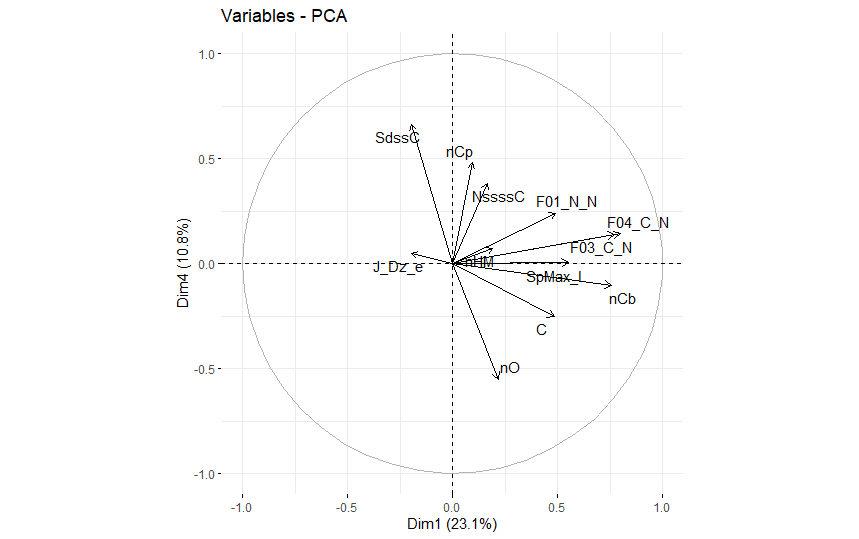 Variables - PCA
1.0
SdssC
nCp
0.5
NssssC
F01_N_N
F04_C_N
F03_C_N
0.0
J_Dz_e
nHM
SpMax_L
nCb
C
-0.5
nO
-1.0
-1.0 -0.5 0.0 0.5 1.0
Dim1 (23.1%)
Dim4 (10.8%)